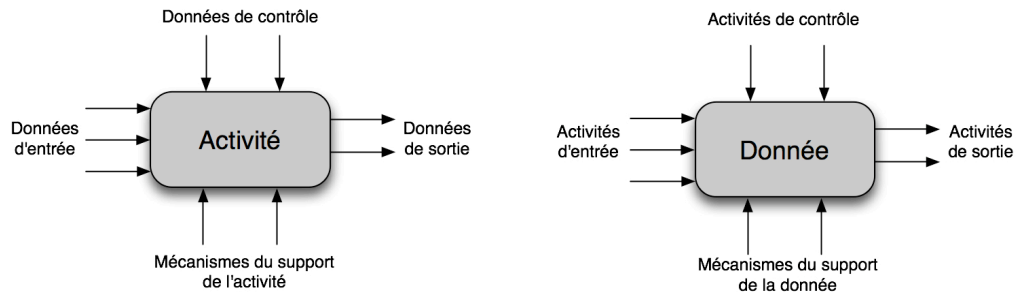 Données de contrôle
Données
d'entrée
Activité
Données
de sortie
Mécanismes du support
de l'activité
Activités de contrôle
Activités
d'entrée
Donnée
Activités
de sortie
Mécanismes du support
de la donnée